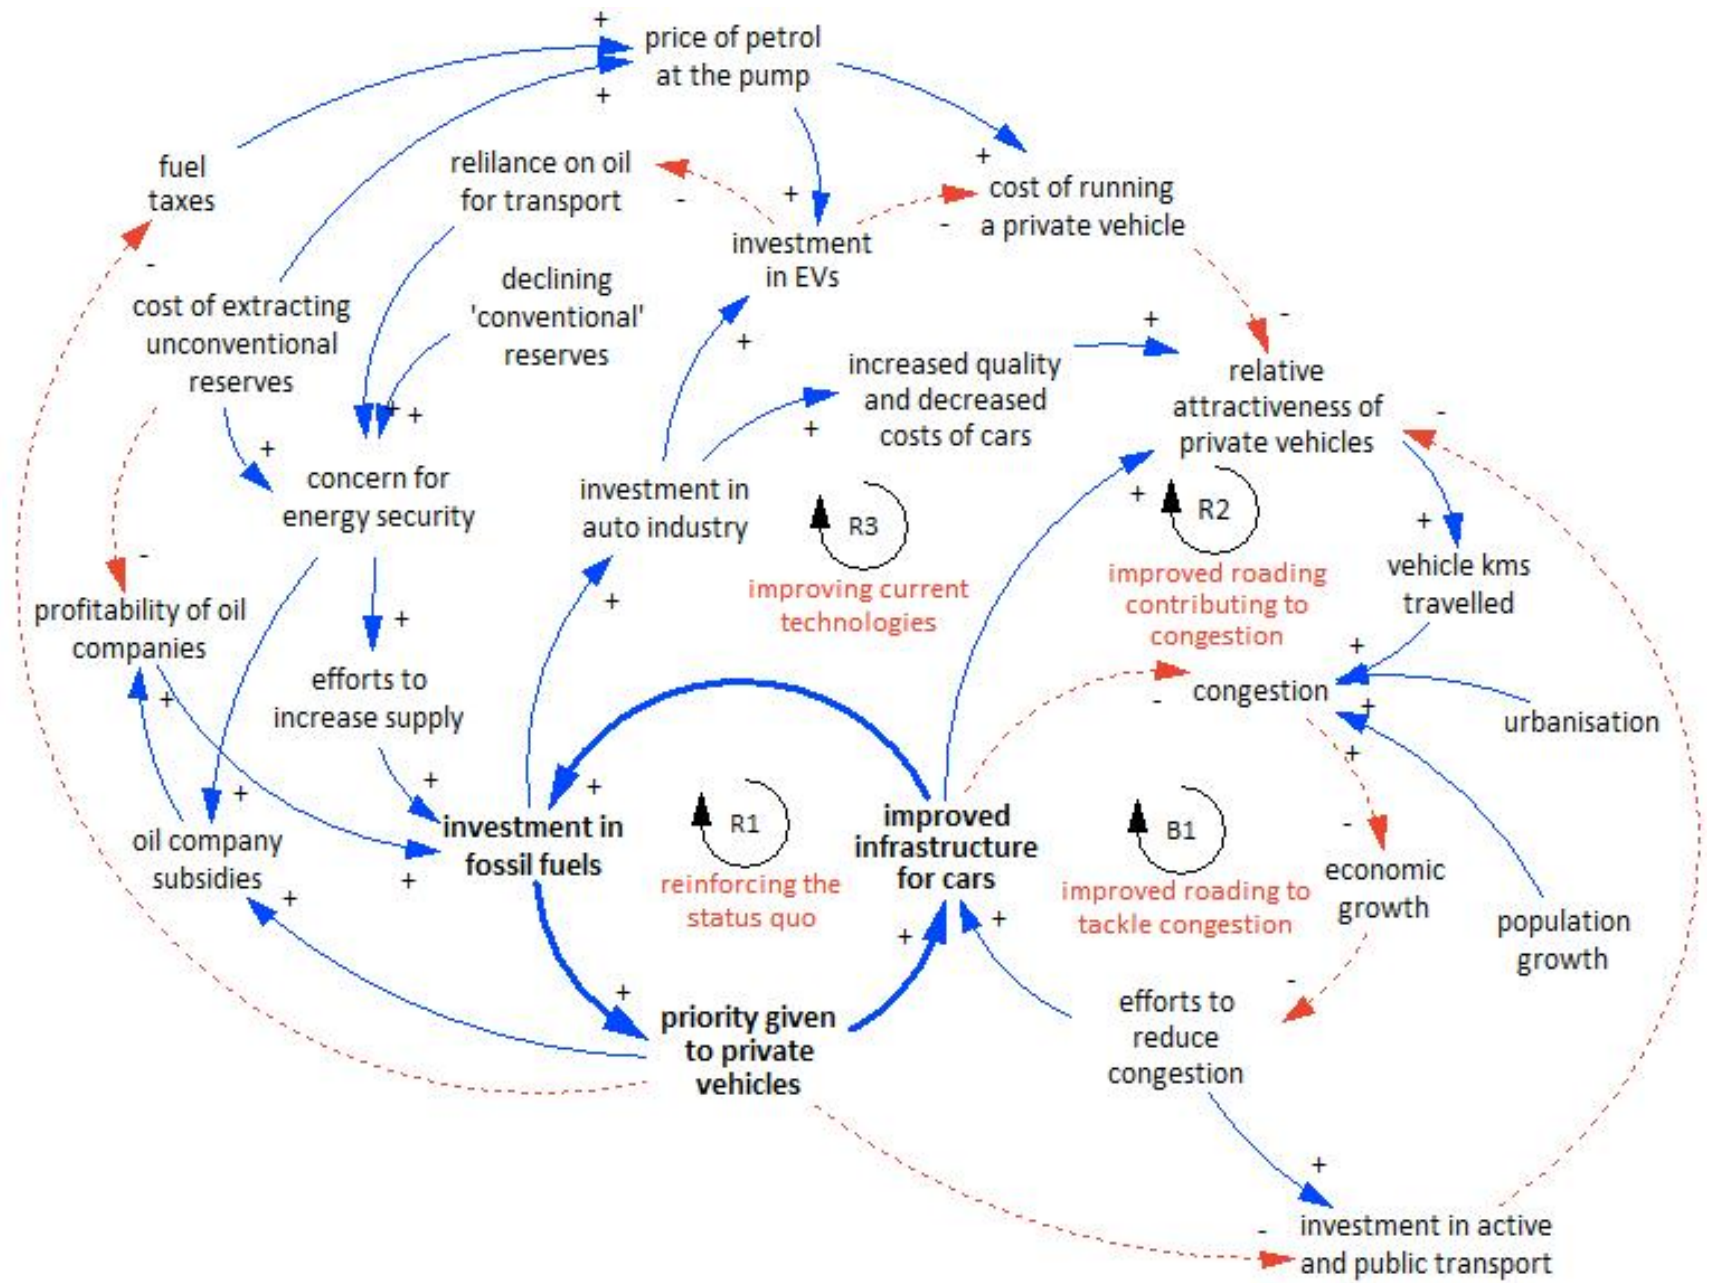 +
price of petrol
at the pump
+
fuel
taxes
-
relilance on oil
for transport
-
+
investment
in EVs
+
cost of running
a private vehicle
-
-
cost of extracting
unconventional
reserves
declining
'conventional'
reserves
+
+
increased quality
and decreased
costs of cars
+
relative
attractiveness of
private vehicles
-
+ +
+
concern for
energy security
investment in
auto industry
+
R3
improving current
technologies
+
R2
improved roading
contributing to
congestion
+
vehicle kms
travelled
-
profitability of oil
companies
+
+
efforts to
increase supply
+
-
congestion
+
+
+
urbanisation
+
oil company
subsidies
+
+
+
investment in
fossil fuels
+
R1
reinforcing the
status quo
improved
infrastructure
for cars
B1
improved roading to
tackle congestion
-
economic
growth
population
growth
+
priority given
to private
vehicles
+
+
-
efforts to
reduce
congestion
+
-
investment in active
and public transport